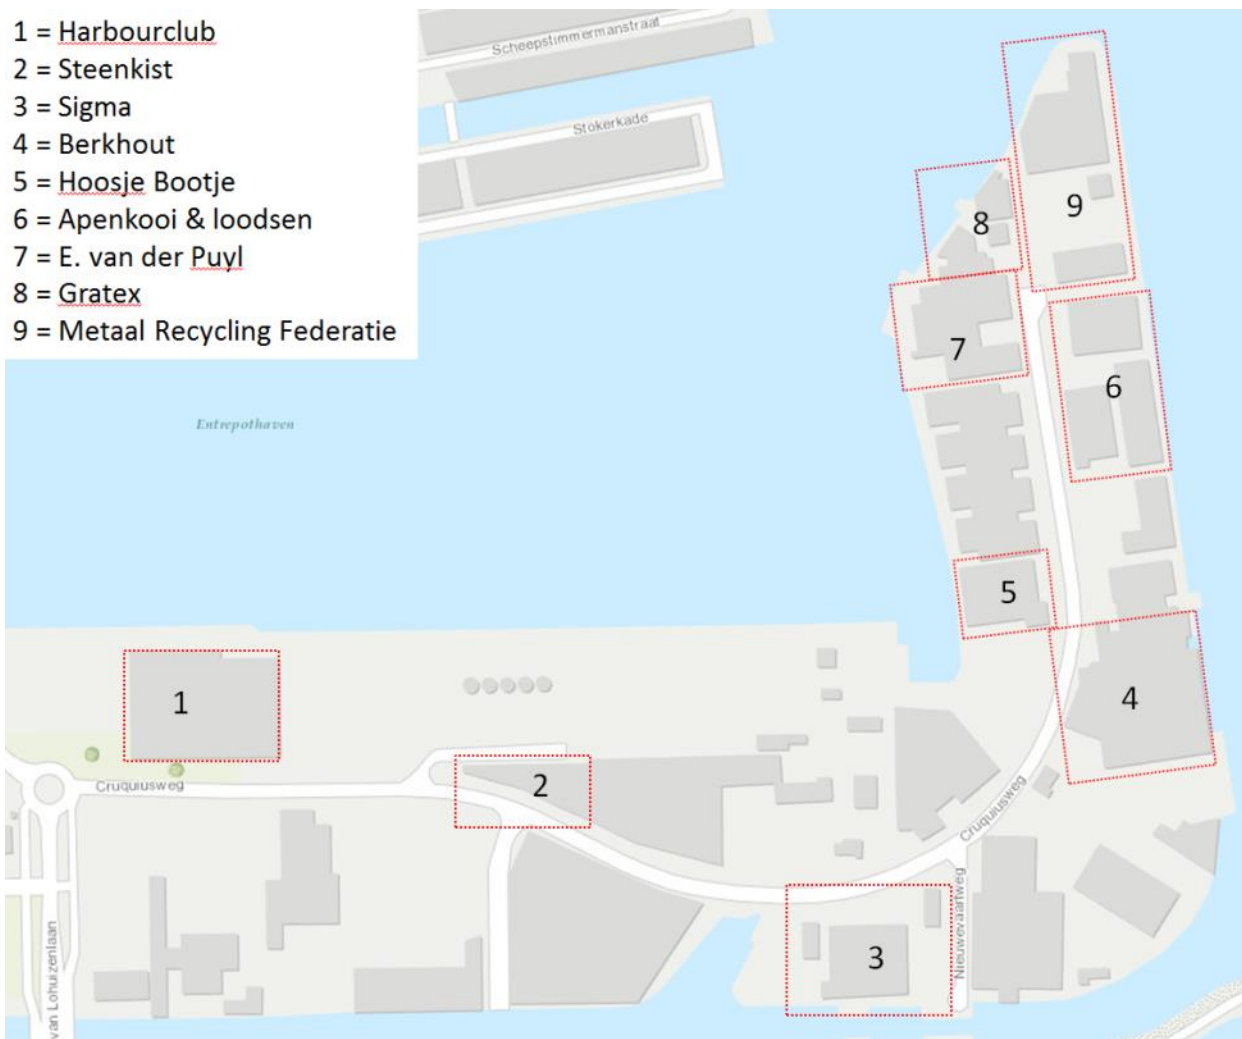 1 = Harbourclub
2 = Steenkist
3 = Sigma
4 = Berkhout
5 = Hoosje Bootje
6 = Apenkooi & loodsen
7 = E. van der Puyl
8 = Gratex
9 = Metaal Recycling Federatie
Scheepstimmermanstraat
Stokerkade
Entrepothaven
9
8
7
6
5
4
1
2
3
Cruquiusweg
Cruquiusweg
Nieuwevaartweg
van Lohuizenlaan